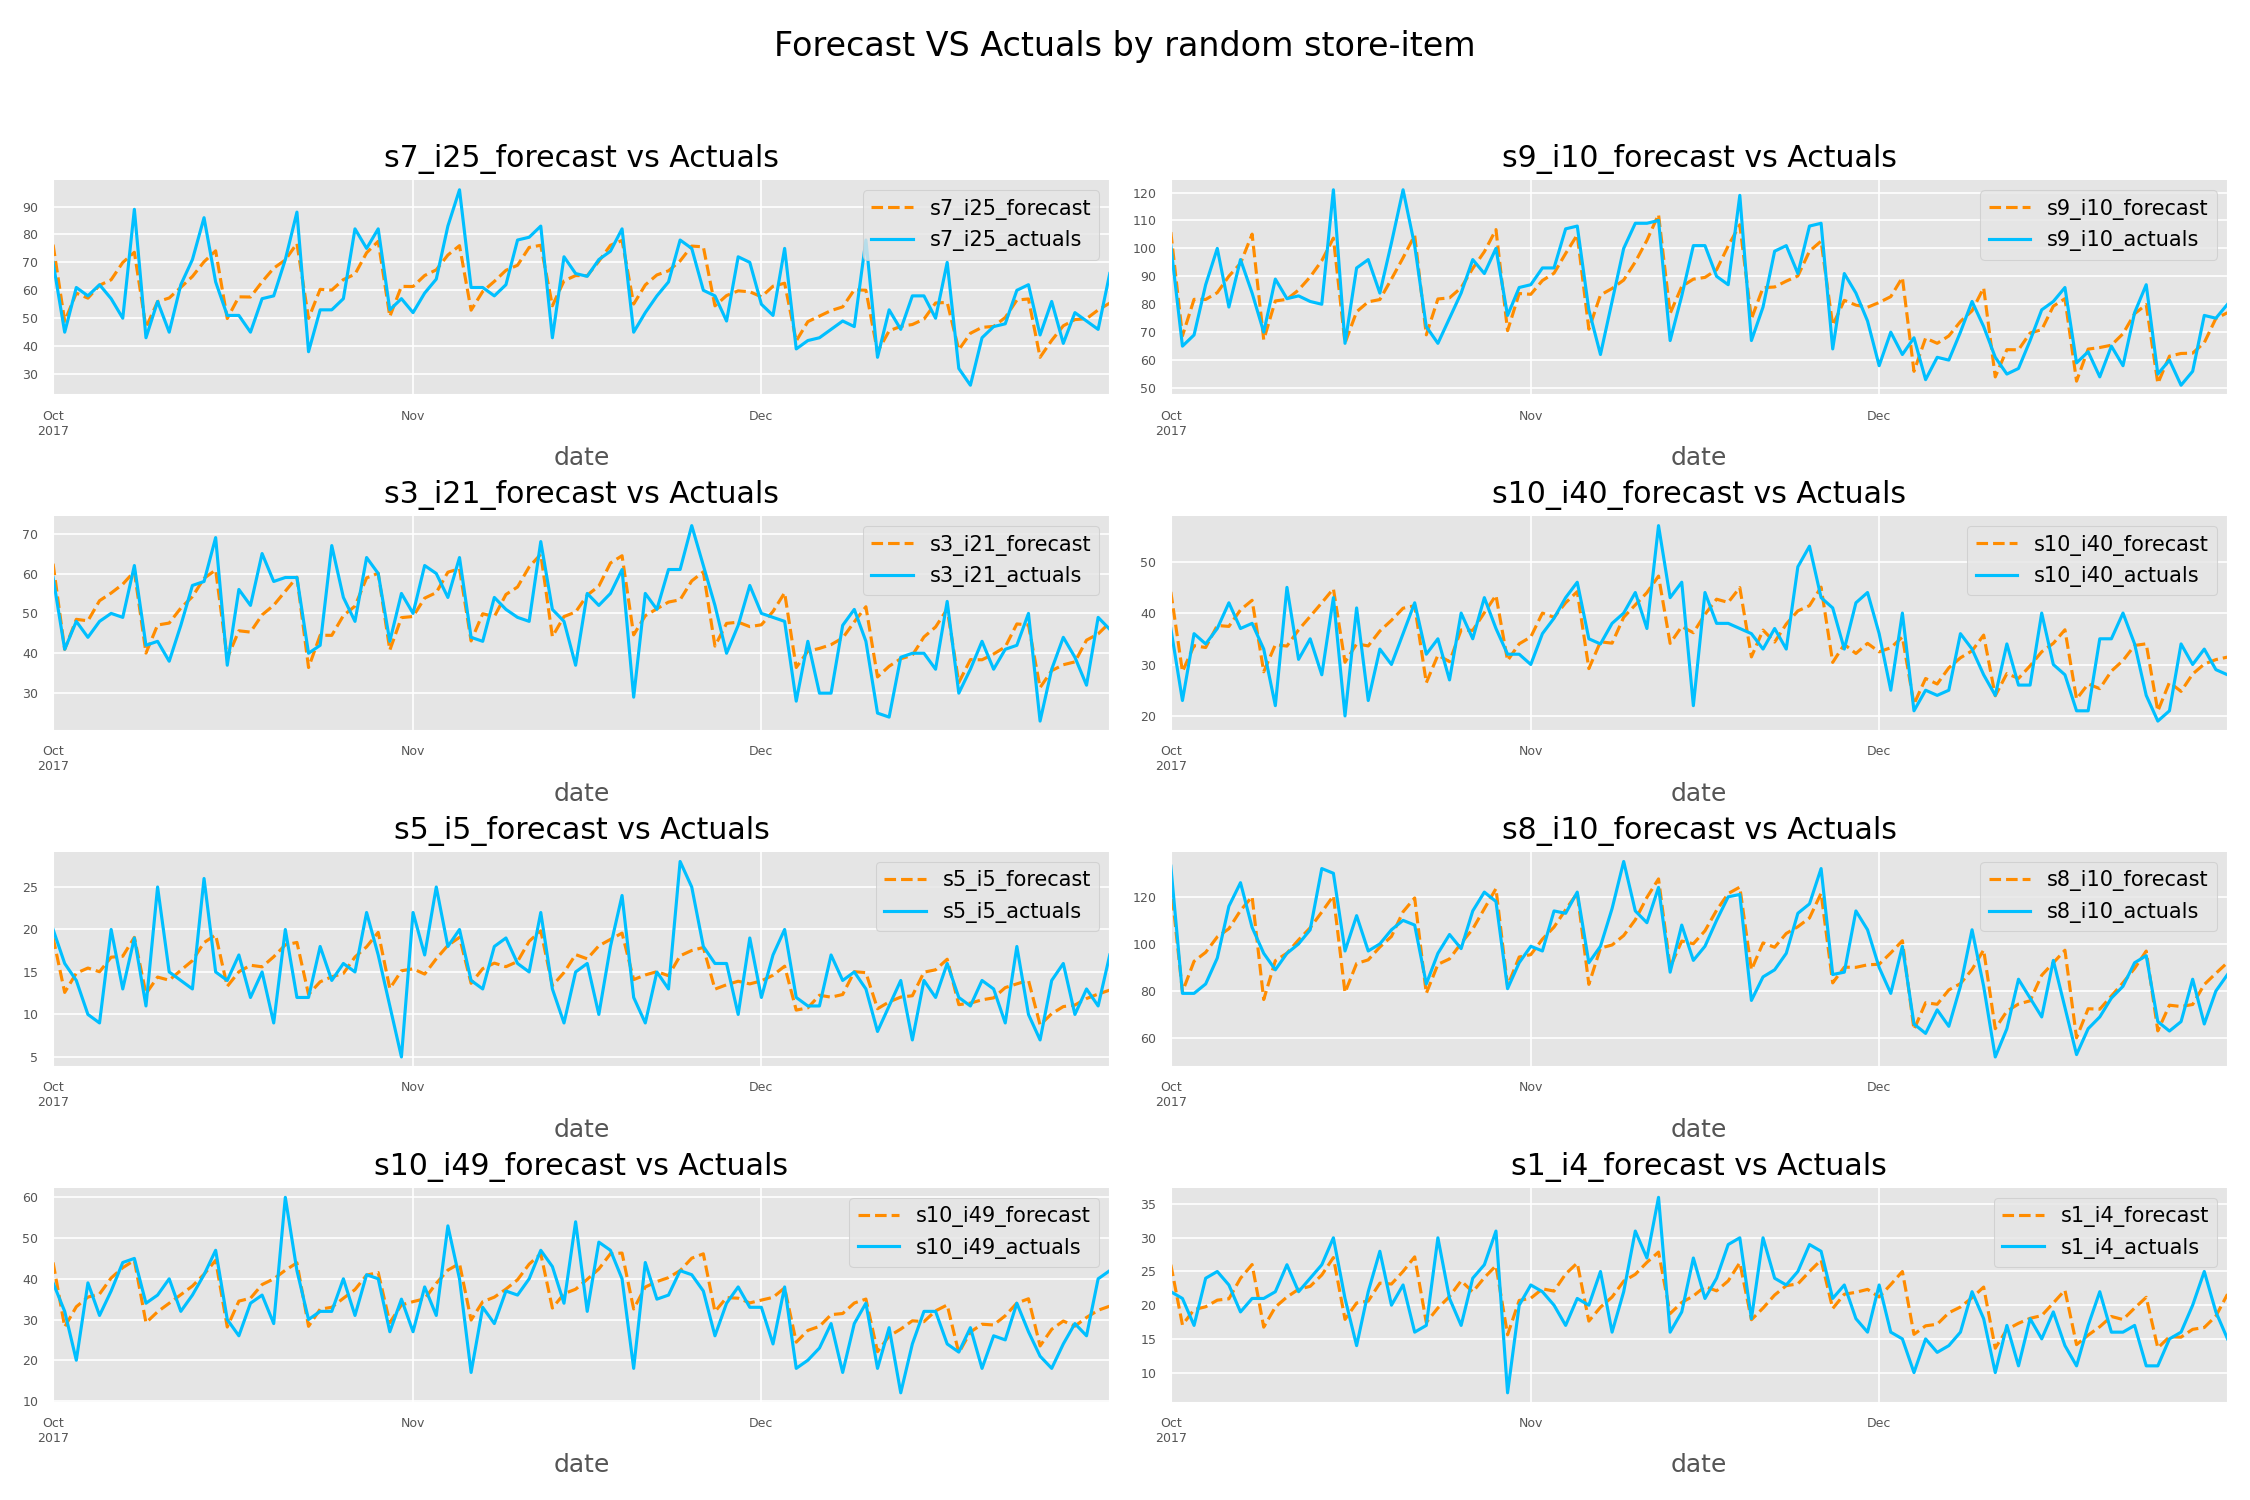 Forecast VS Actuals by random store-item
s7_i25_forecast vs Actuals
s7_i25_forecast
s7_i25_actuals
90
80
70
60
50
40
30
Oct
2017
Nov
Dec
date
s9_i10_forecast vs Actuals
s9_i10_forecast
s9_i10_actuals
120
110
100
90
80
70
60
50
Oct
2017
Nov
Dec
date
s3_i21_forecast vs Actuals
s3_i21_forecast
s3_i21_actuals
70
60
50
40
30
Oct
2017
Nov
Dec
date
s10_i40_forecast vs Actuals
s10_i40_forecast
s10_i40_actuals
50
40
30
20
Oct
2017
Nov
Dec
date
s5_i5_forecast vs Actuals
s5_i5_forecast
s5_i5_actuals
25
20
15
10
5
Oct
2017
Nov
Dec
date
s8_i10_forecast vs Actuals
s8_i10_forecast
s8_i10_actuals
120
100
80
60
Oct
2017
Nov
Dec
date
s10_i49_forecast vs Actuals
s10_i49_forecast
s10_i49_actuals
60
50
40
30
20
10
Oct
2017
Nov
Dec
date
s1_i4_forecast vs Actuals
s1_i4_forecast
s1_i4_actuals
35
30
25
20
15
10
Oct
2017
Nov
Dec
date